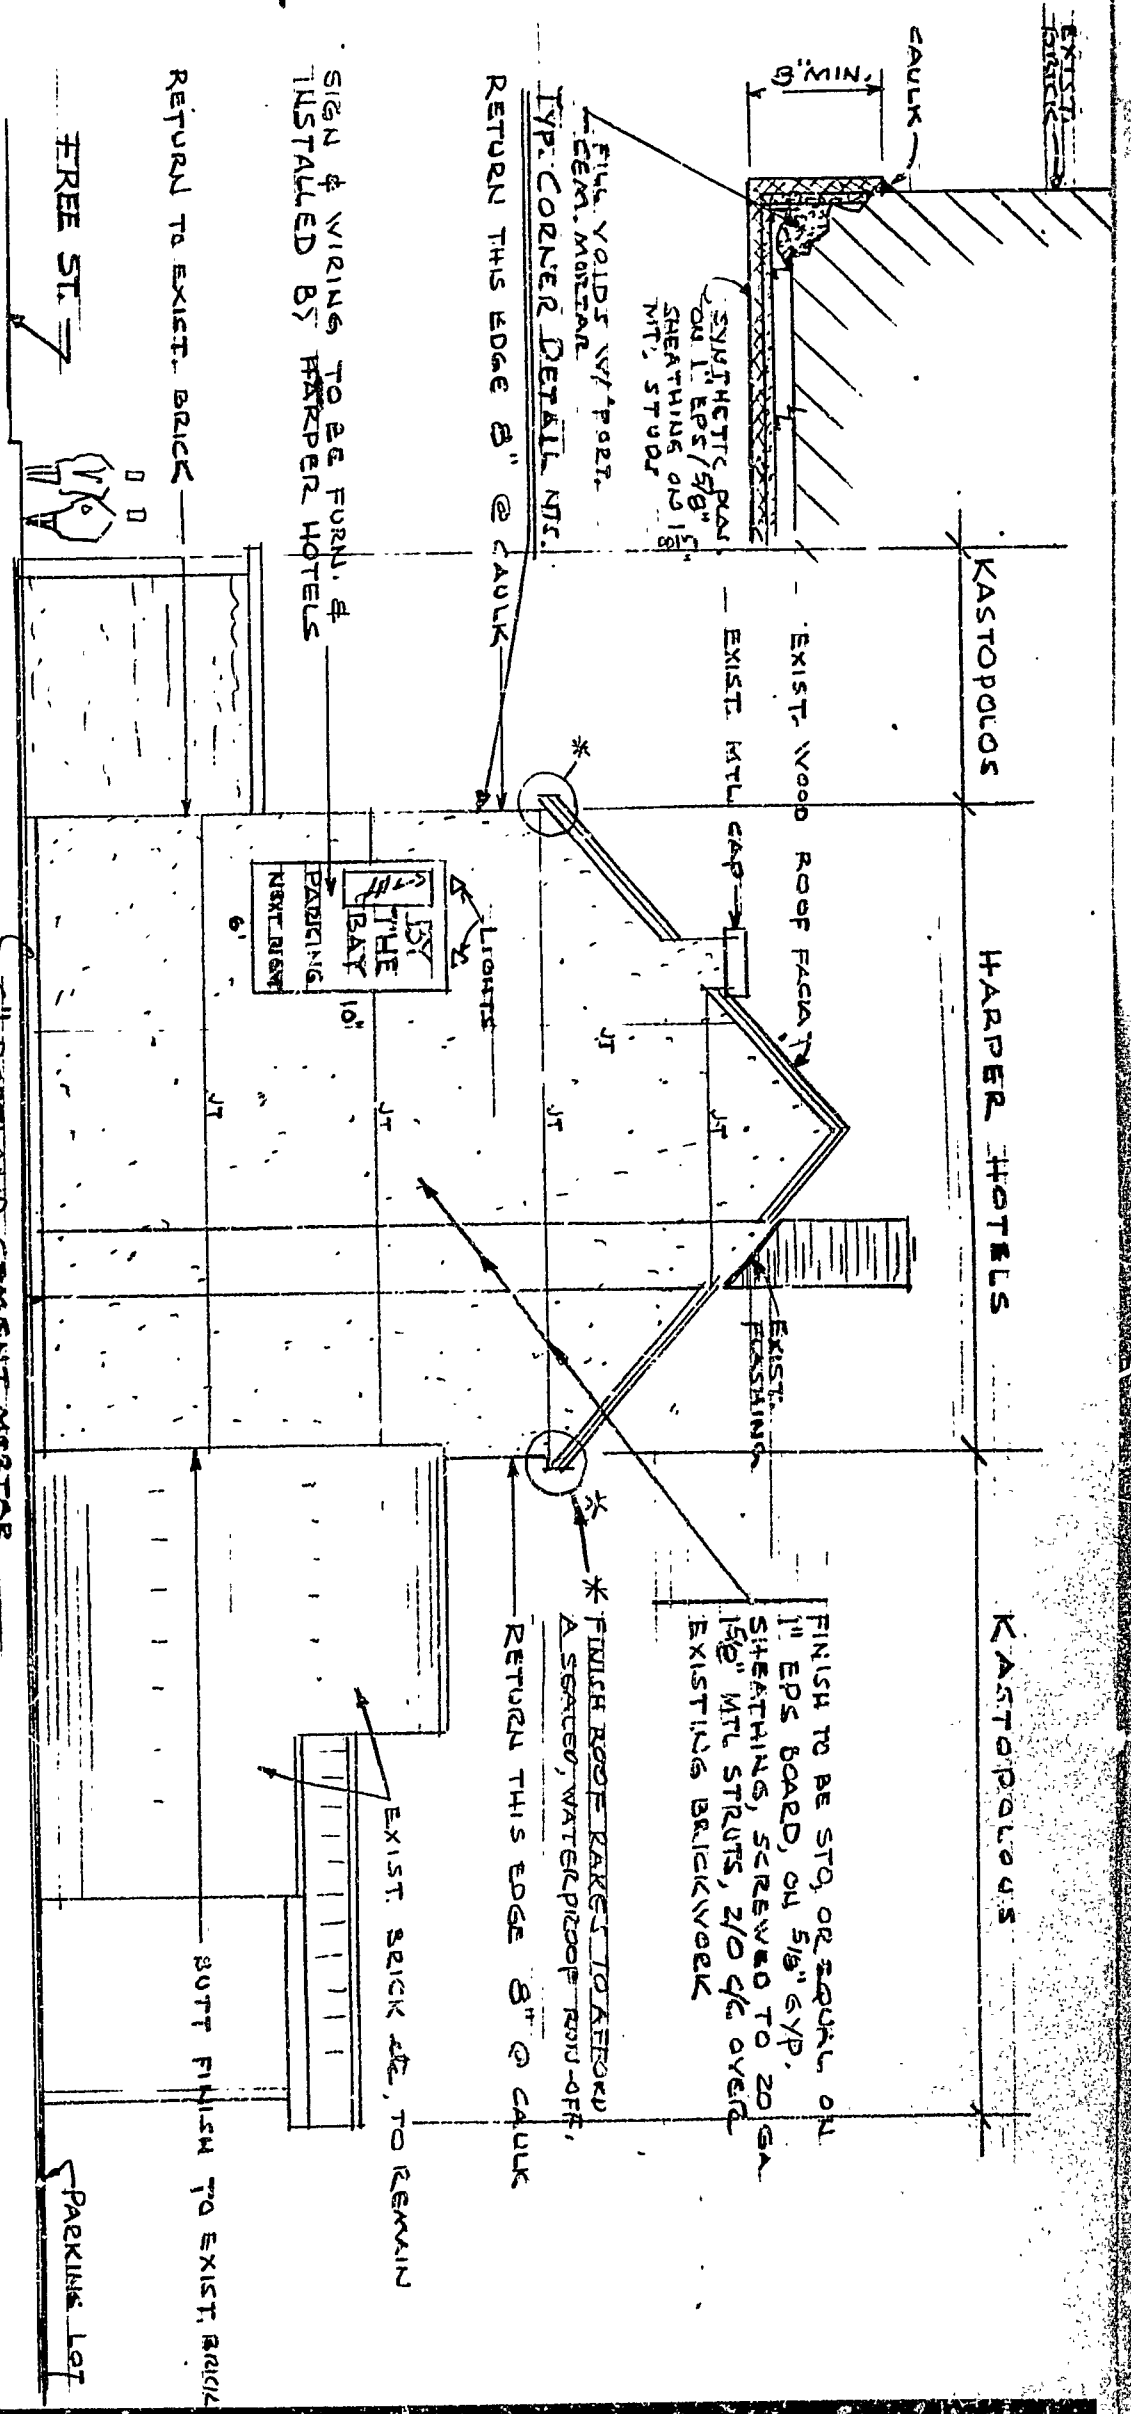 EXIST.
BRICK
CAULK
8" MIN.
FILL VOIDS W/ PORT.
CEM. MORTAR
TYP. CORNER DETAIL NTS.
SYNTHETIC PLAS.
ON 1" EPS/5/8"
SHEATHING ON 1 5/8"
MT'. STUDS
RETURN THIS EDGE 8" @ CAULK
SIGN & WIRING TO BE FURN. &
INSTALLED BY HARPER HOTELS
RETURN TO EXIST. BRICK
FREE ST.
KASTOPOLOS
HARPER HOTELS
KASTOPOLOUS
EXIST. WOOD ROOF FACIA
EXIST. MTL CAP
*
LIGHTS
BY
THE
BAY
PARKING
NEXT RIGHT
6'
10'
JT
JT
JT
JT
JT
EXIST.
FLASHING
*
FINISH TO BE STO, OR EQUAL ON
1" EPS BOARD, ON 5/8" GYP.
SHEATHING, SCREWED TO 20 GA
1 5/8" MTL STRUTS, 2/0 C/C OVER
EXISTING BRICKWORK
* FINISH ROOF RAKES TO AFFORD
A SEALED, WATERPROOF RUN-OFF.
RETURN THIS EDGE 8" @ CAULK
EXIST. BRICK etc, TO REMAIN
BUTT FINISH TO EXIST. BRICK
PARKING LOT
CEMENT MORTAR